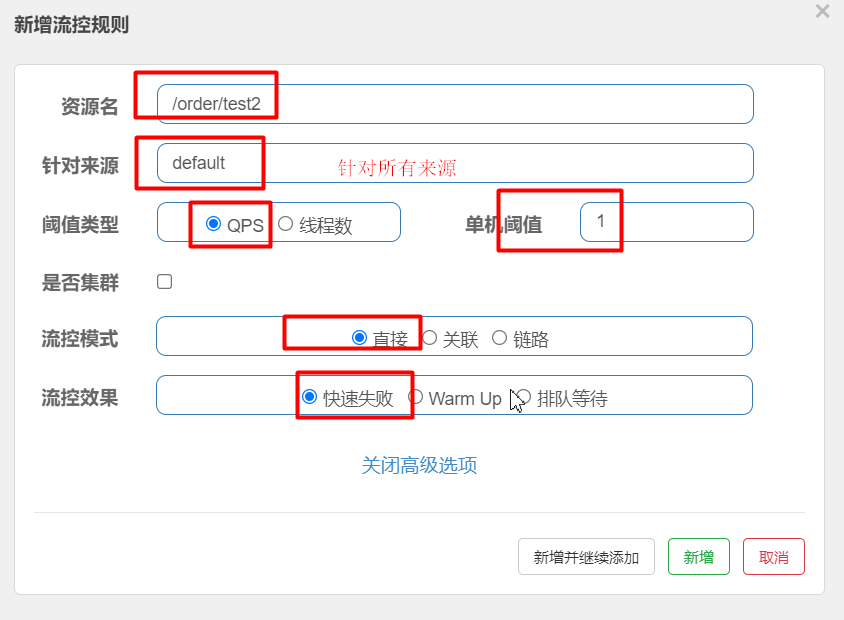 新增流控规则
×
资源名 /order/test2
针对来源 default 针对所有来源
阈值类型 QPS 线程数 单机阈值 1
是否集群
流控模式 直接 关联 链路
流控效果 快速失败 Warm Up 排队等待
关闭高级选项
新增并继续添加 新增 取消